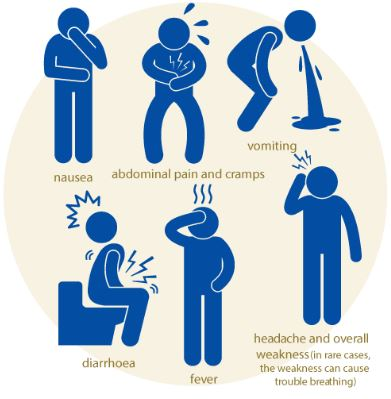 nausea
abdominal pain and cramps
vomiting
diarrhoea
fever
headache and overall
weakness(in rare cases,
the weakness can cause
trouble breathing)